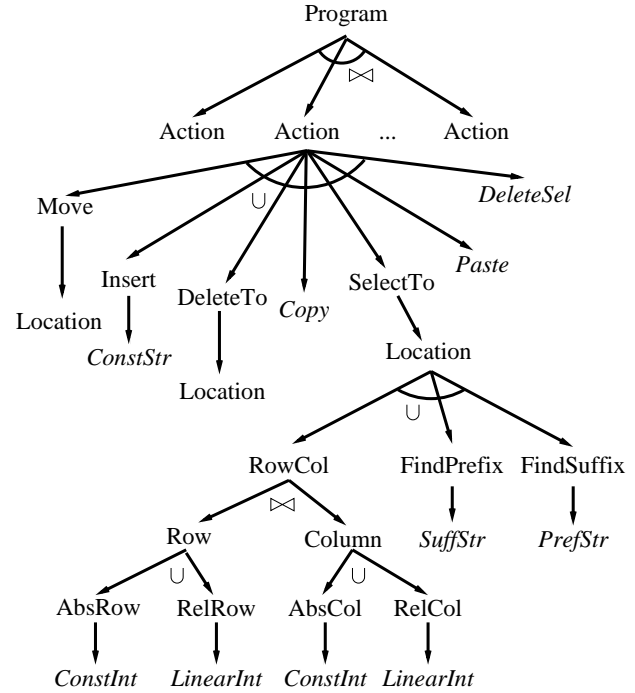 Program
⋈
Action Action ... Action
∪
DeleteSel
Move
Insert DeleteTo Copy SelectTo Paste
Location ConstStr Location Location
∪
RowCol FindPrefix FindSuffix
⋈
Row Column SuffStr PrefStr
∪ ∪
AbsRow RelRow AbsCol RelCol
ConstInt LinearInt ConstInt LinearInt